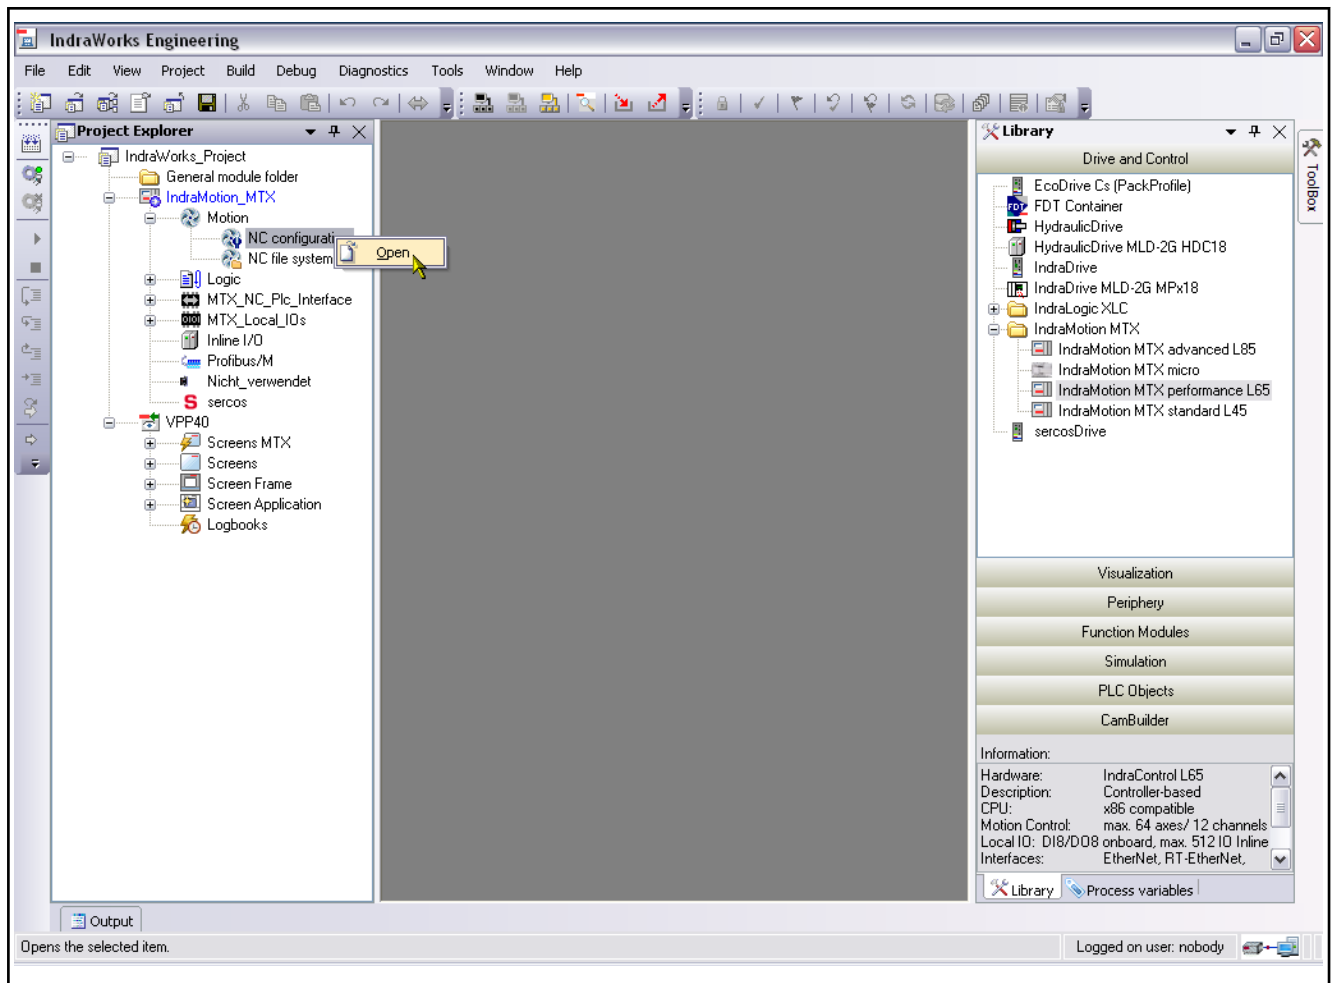 IndraWorks Engineering
File Edit View Project Build Debug Diagnostics Tools Window Help
Project Explorer
IndraWorks_Project
General module folder
IndraMotion_MTX
Motion
NC configurati
Open
NC file system
Logic
MTX_NC_Plc_Interface
MTX_Local_IOs
Inline I/O
Profibus/M
Nicht_verwendet
sercos
VPP40
Screens MTX
Screens
Screen Frame
Screen Application
Logbooks
Library
Drive and Control
EcoDrive Cs (PackProfile)
FDT Container
HydraulicDrive
HydraulicDrive MLD-2G HDC18
IndraDrive
IndraDrive MLD-2G MPx18
IndraLogic XLC
IndraMotion MTX
IndraMotion MTX advanced L85
IndraMotion MTX micro
IndraMotion MTX performance L65
IndraMotion MTX standard L45
sercosDrive
Visualization
Periphery
Function Modules
Simulation
PLC Objects
CamBuilder
Information:
Hardware: IndraControl L65
Description: Controller-based
CPU: x86 compatible
Motion Control: max. 64 axes/ 12 channels
Local IO: DI8/DO8 onboard, max. 512 IO Inline
Interfaces: EtherNet, RT-EtherNet,
Library Process variables
ToolBox
Output
Opens the selected item.
Logged on user: nobody